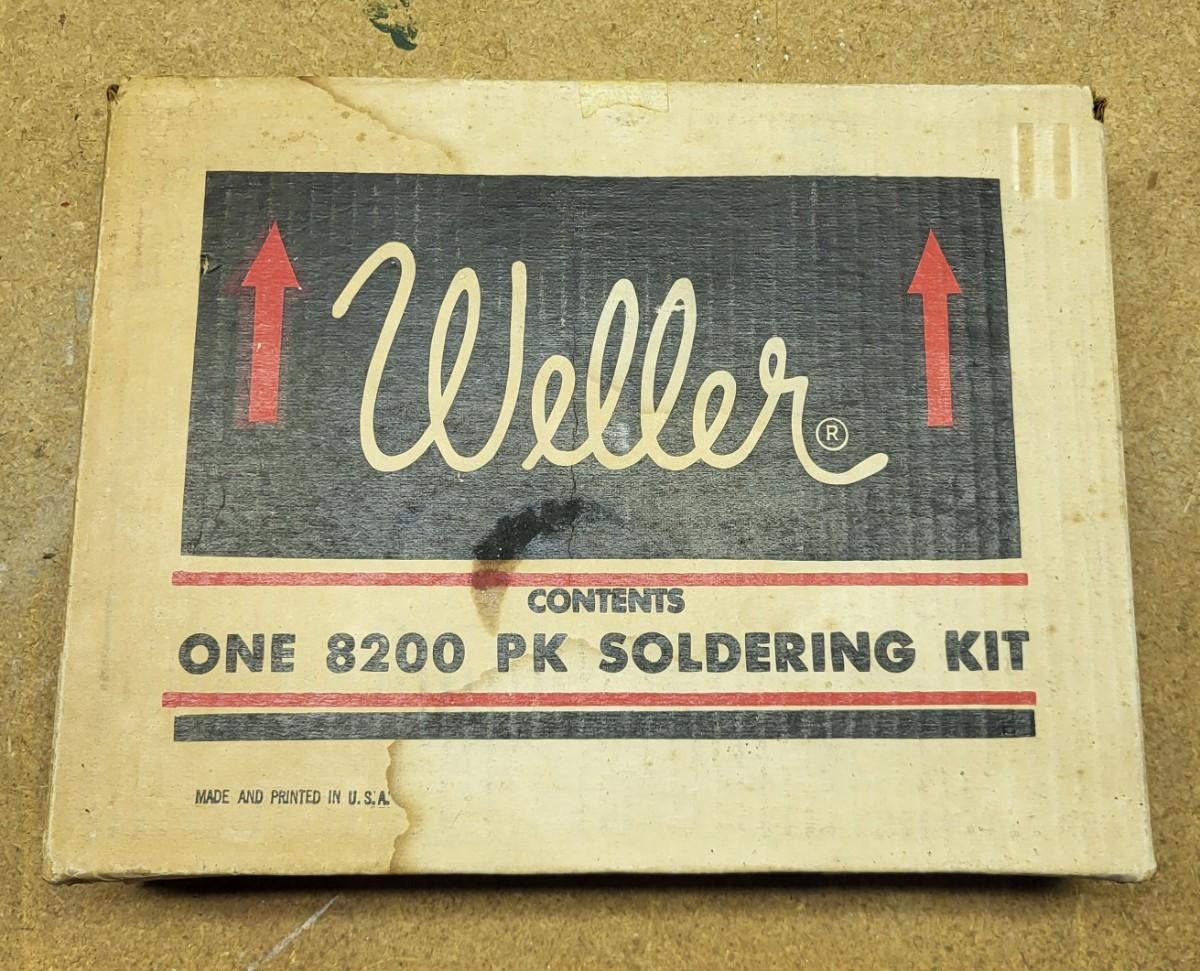 Weller®
CONTENTS
ONE 8200 PK SOLDERING KIT
MADE AND PRINTED IN U.S.A.